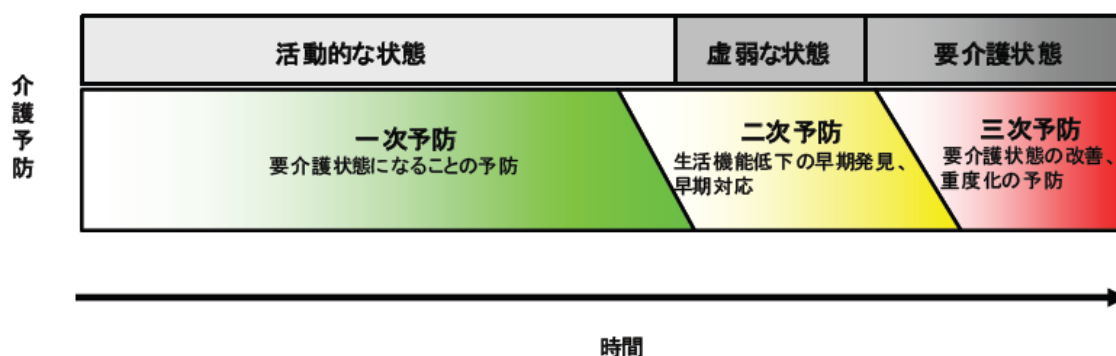 活動的な状態
虚弱な状態
要介護状態
介護予防
一次予防
要介護状態になることの予防
二次予防
生活機能低下の早期発見、
早期対応
三次予防
要介護状態の改善、
重度化の予防
時間